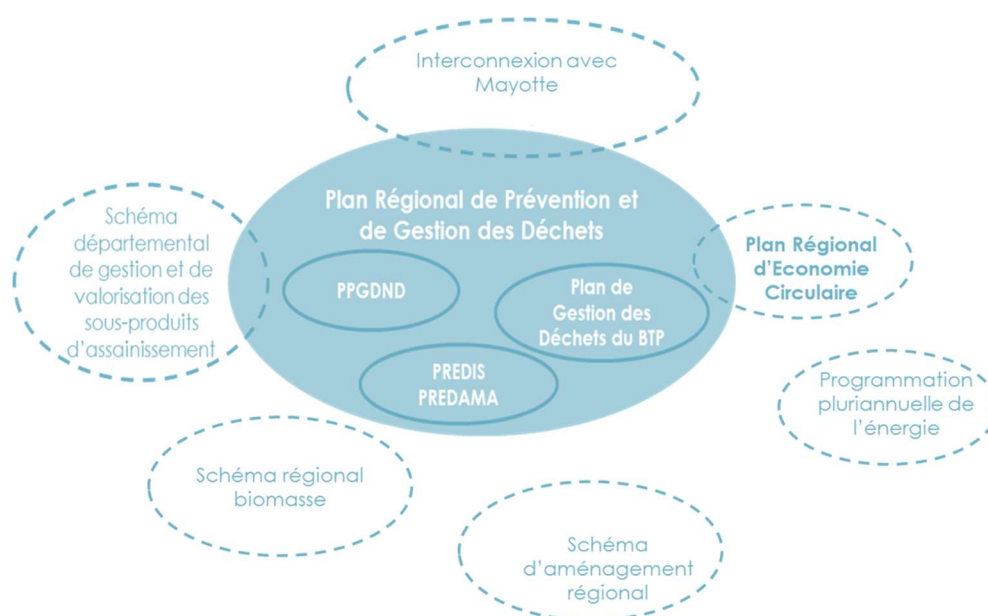 Interconnexion avec
Mayotte
Plan Régional de Prévention et
de Gestion des Déchets
Schéma
départemental
de gestion et de
valorisation des
sous-produits
d’assainissement
PPGDND
Plan de
Gestion des
Déchets du BTP
Plan Régional
d’Economie
Circulaire
PREDIS
PREDAMA
Programmation
pluriannuelle de
l’énergie
Schéma régional
biomasse
Schéma
d’aménagement
régional